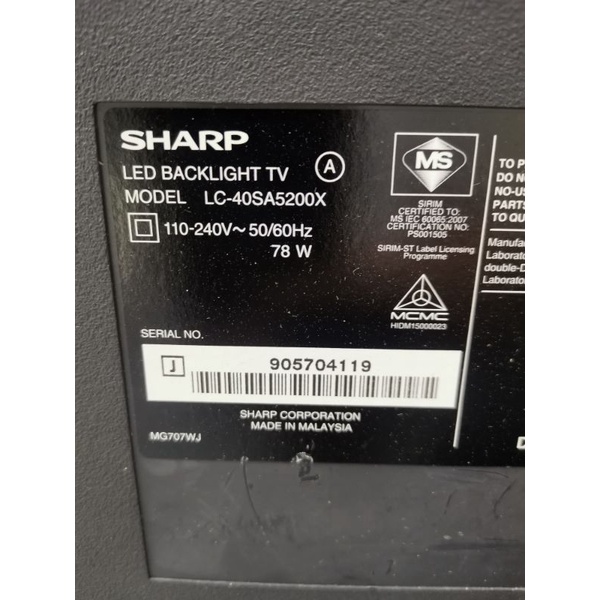 SHARP
LED BACKLIGHT TV
A
MODEL LC-40SA5200X
110-240V~ 50/60Hz
78 W
MS
SIRIM
CERTIFIED TO:
MS IEC 60065:2007
CERTIFICATION NO:
PS001505
SIRIM-ST Label Licensing
Programme
MCMC
HIDM15000023
TO P
DO N
NO-US
PARTS
TO QU
Manufac
Laborato
double-D
Laborato
SERIAL NO.
J
905704119
SHARP CORPORATION
MADE IN MALAYSIA
MG707WJ